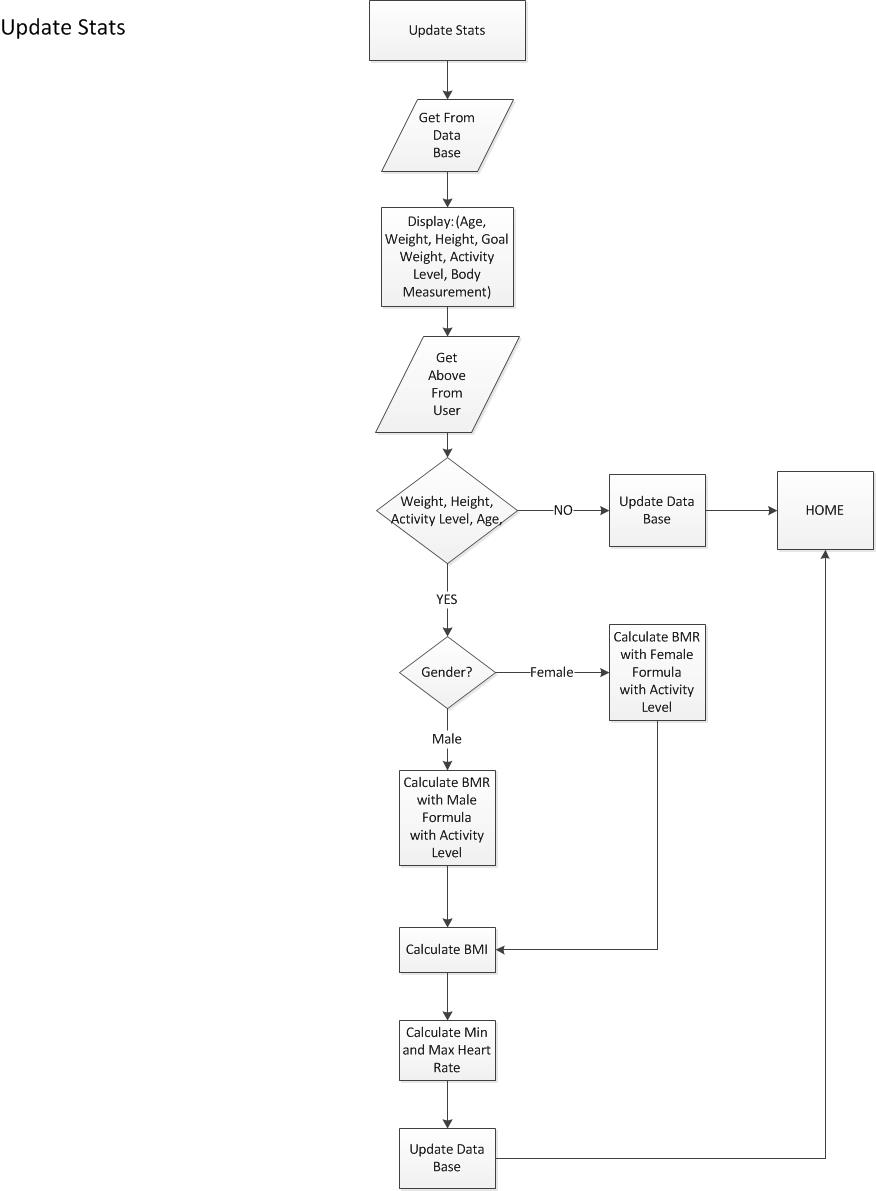 Update Stats
Update Stats
Get From
Data
Base
Display:(Age,
Weight, Height, Goal
Weight, Activity
Level, Body
Measurement)
Get
Above
From
User
Weight, Height,
Activity Level, Age,
NO
Update Data
Base
HOME
YES
Gender?
Female
Calculate BMR
with Female
Formula
with Activity
Level
Male
Calculate BMR
with Male
Formula
with Activity
Level
Calculate BMI
Calculate Min
and Max Heart
Rate
Update Data
Base